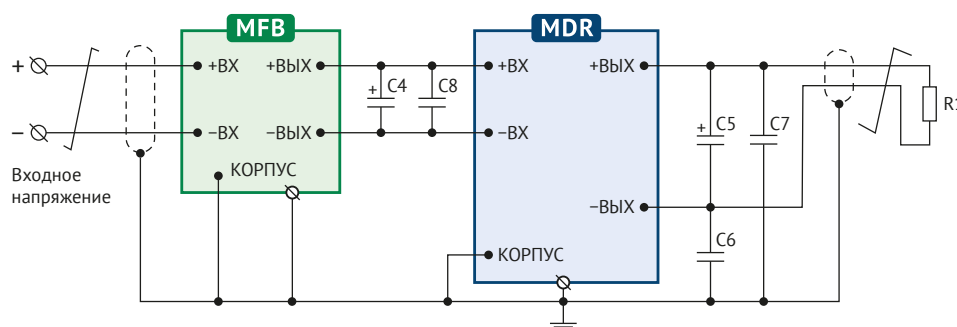 MFB
MDR
+
+ВХ
+ВЫХ
+
C4
C8
+ВХ
+ВЫХ
−
−ВХ
−ВЫХ
−ВХ
+
C5
C7
R1
Входное
напряжение
КОРПУС
−ВЫХ
C6
КОРПУС